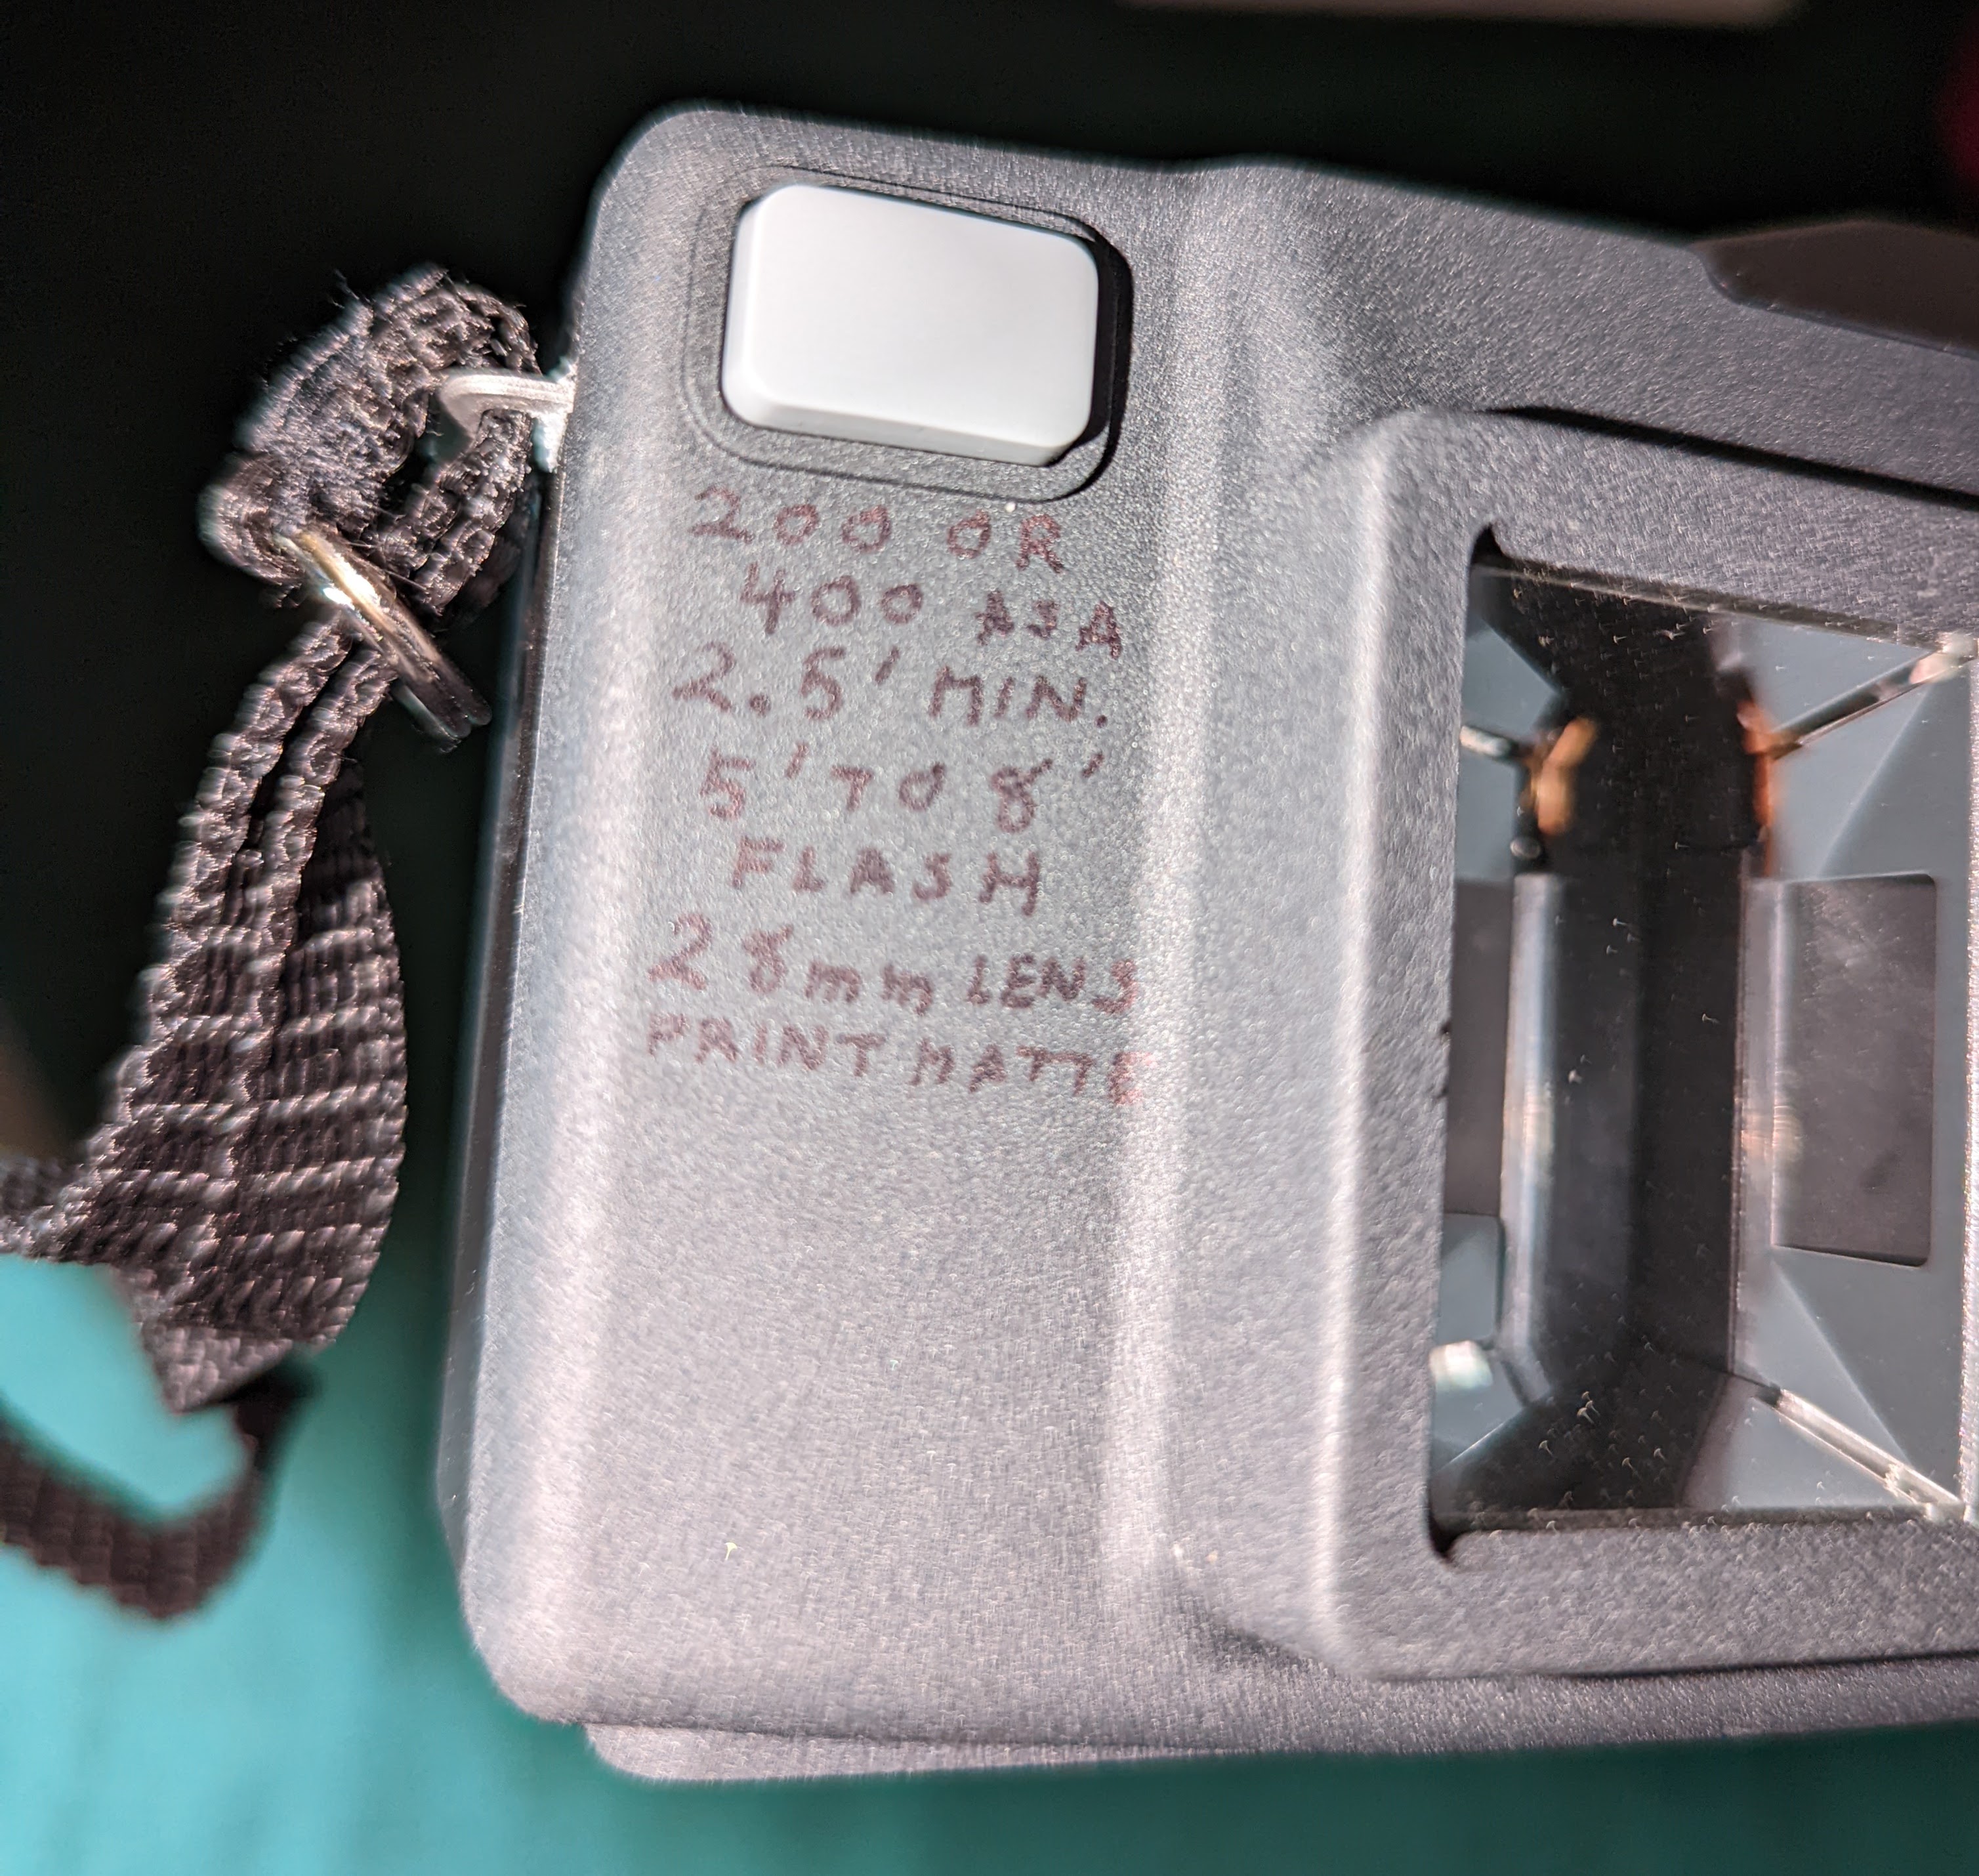 200 OR
400 ASA
2.5' MIN.
5' TO 8'
FLASH
28mm LENS
PRINT MATTE